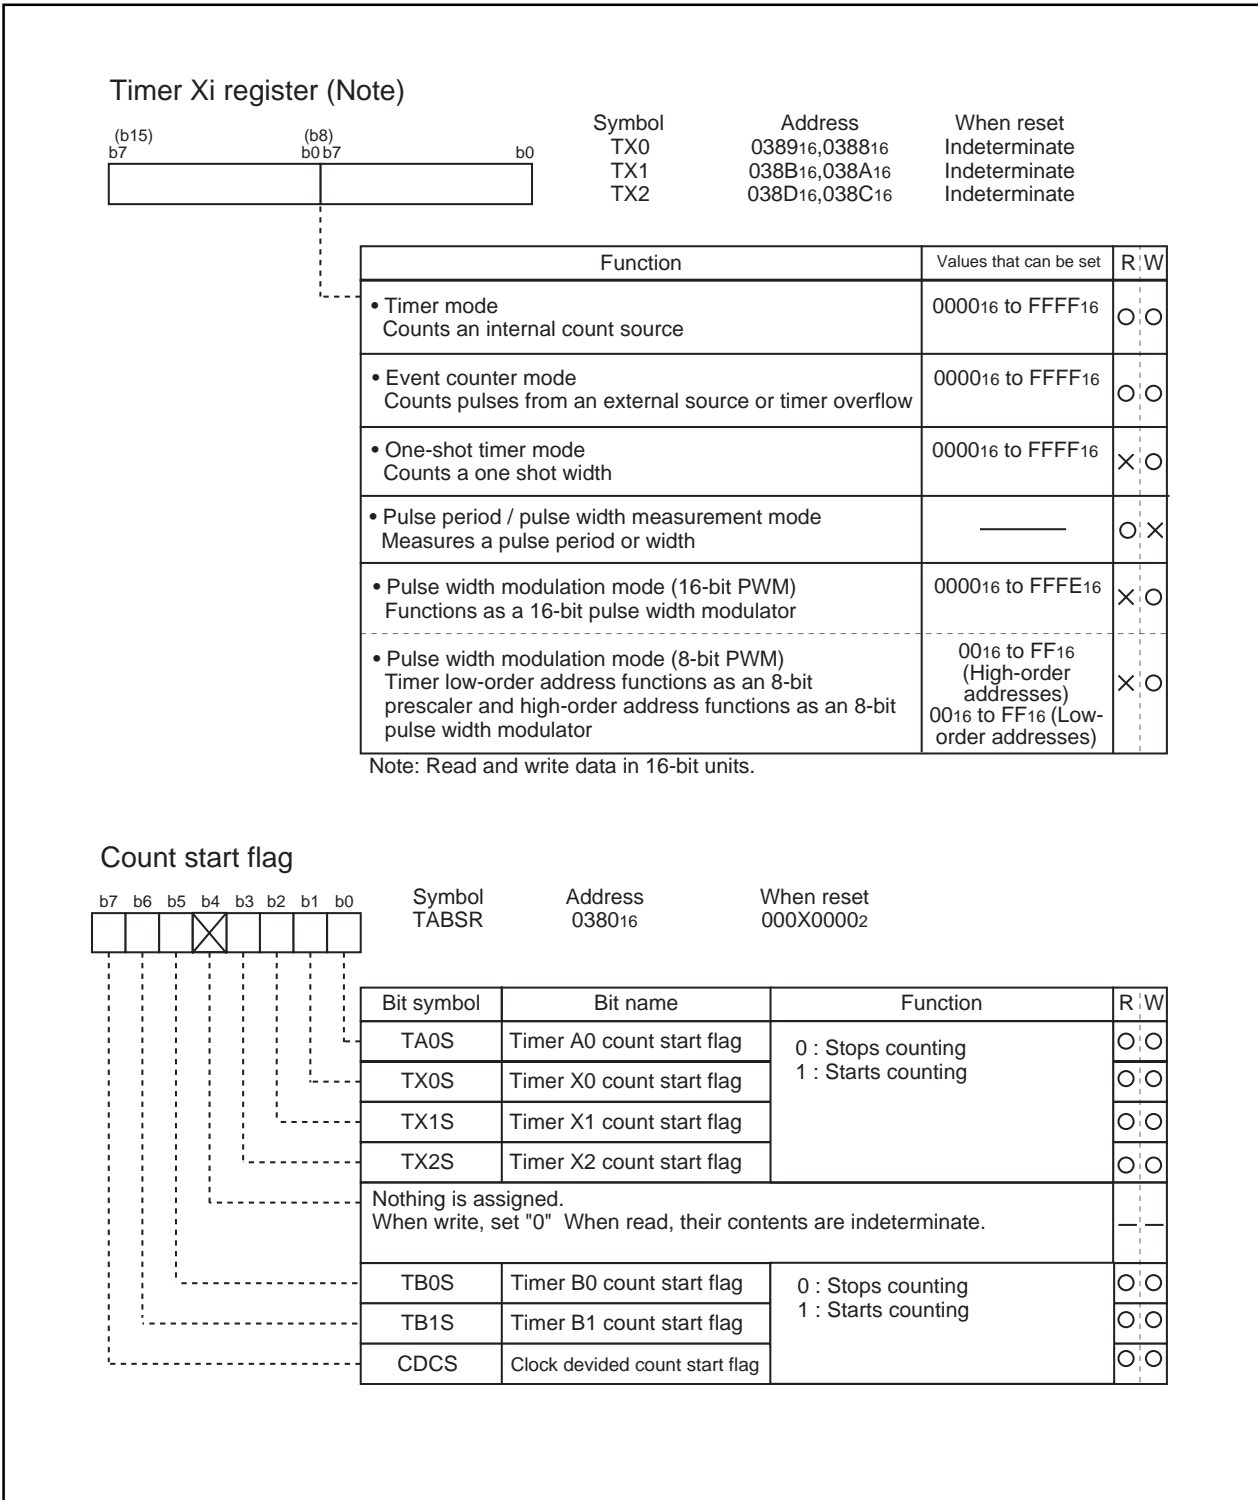 Timer Xi register (Note)
(b15) (b8)
b7 b0 b7 b0
Symbol Address When reset
TX0 038916,038816 Indeterminate
TX1 038B16,038A16 Indeterminate
TX2 038D16,038C16 Indeterminate
Function Values that can be set R W
• Timer mode 000016 to FFFF16
Counts an internal count source
• Event counter mode 000016 to FFFF16
Counts pulses from an external source or timer overflow
• One-shot timer mode 000016 to FFFF16
Counts a one shot width
• Pulse period / pulse width measurement mode
Measures a pulse period or width
• Pulse width modulation mode (16-bit PWM) 000016 to FFFE16
Functions as a 16-bit pulse width modulator
• Pulse width modulation mode (8-bit PWM)
Timer low-order address functions as an 8-bit
prescaler and high-order address functions as an 8-bit
pulse width modulator
0016 to FF16
(High-order
addresses)
0016 to FF16 (Low-
order addresses)
Note: Read and write data in 16-bit units.
Count start flag
b7 b6 b5 b4 b3 b2 b1 b0
Symbol Address When reset
TABSR 038016 000X00002
Bit symbol Bit name Function R W
TA0S Timer A0 count start flag
0 : Stops counting
1 : Starts counting
TX0S Timer X0 count start flag
TX1S Timer X1 count start flag
TX2S Timer X2 count start flag
Nothing is assigned.
When write, set "0" When read, their contents are indeterminate.
TB0S Timer B0 count start flag
0 : Stops counting
1 : Starts counting
TB1S Timer B1 count start flag
CDCS Clock devided count start flag